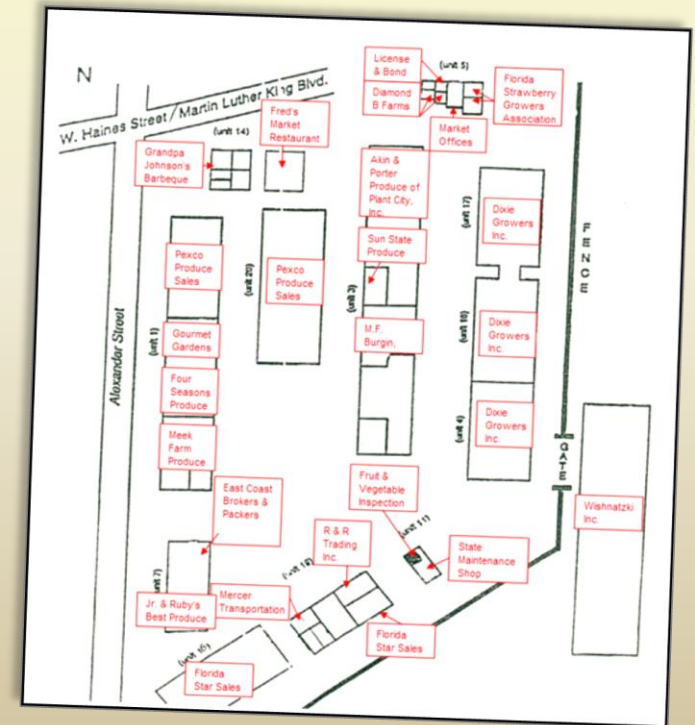 N
W. Haines Street / Martin Luther King Blvd.
(unit 14)
Grandpa
Johnson's
Barbeque
Fred's
Market
Restaurant
License
& Bond
(unit 5)
Diamond
B Farms
Florida
Strawberry
Growers
Association
Market
Offices
Akin &
Porter
Produce of
Plant City,
Inc.
(unit 17)
Dixie
Growers
Inc.
FENCE
Pexco
Produce
Sales
(unit 20)
Pexco
Produce
Sales
Sun State
Produce
(unit 3)
Alexander Street
(unit 1)
Gourmet
Gardens
M.F.
Burgin,
Dixie
Growers
Inc.
Four
Seasons
Produce
(unit 4)
Dixie
Growers
Inc.
Meek
Farm
Produce
GATE
East Coast
Brokers &
Packers
Fruit &
Vegetable
Inspection
(unit 11)
Wishnatzki
Inc.
R & R
Trading
Inc.
State
Maintenance
Shop
Mercer
Transportation
Jr. & Ruby's
Best Produce
Florida
Star Sales
Florida
Star Sales